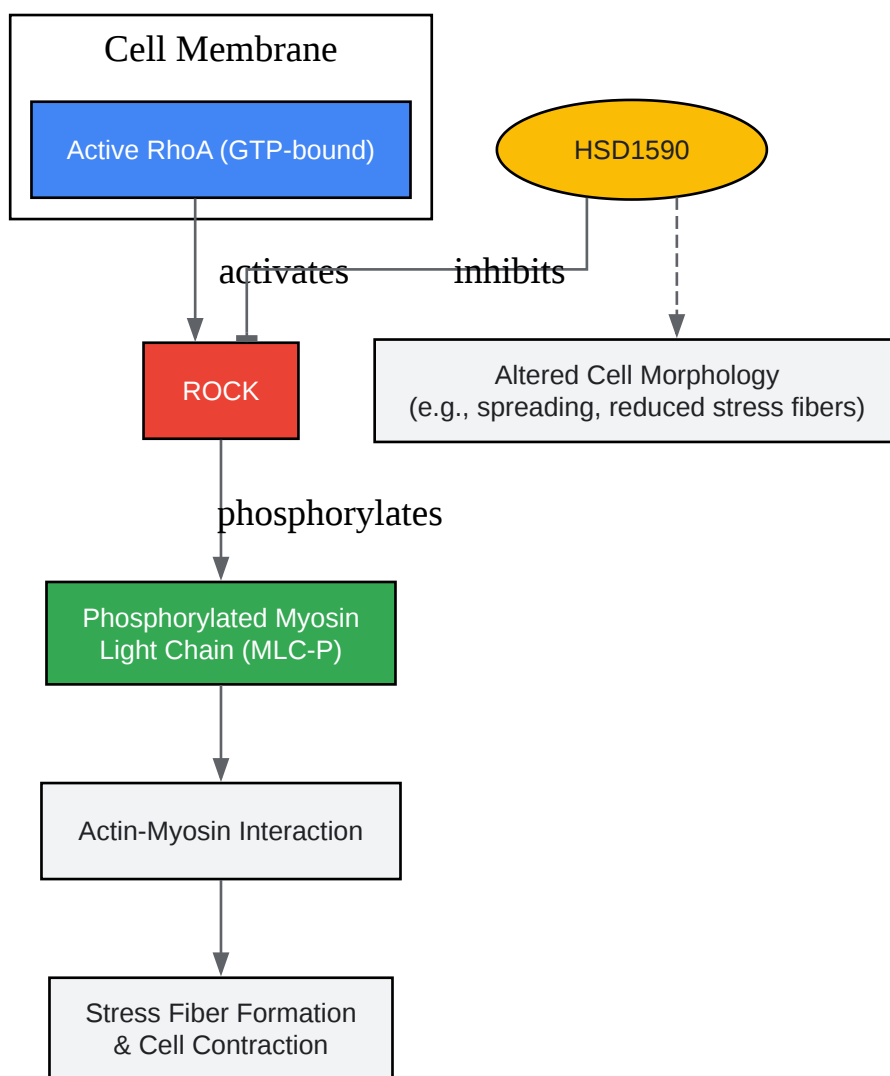 Cell Membrane
Active RhoA (GTP-bound)
HSD1590
activates
inhibits
ROCK
Altered Cell Morphology
(e.g., spreading, reduced stress fibers)
phosphorylates
Phosphorylated Myosin
Light Chain (MLC-P)
Actin-Myosin Interaction
Stress Fiber Formation
& Cell Contraction